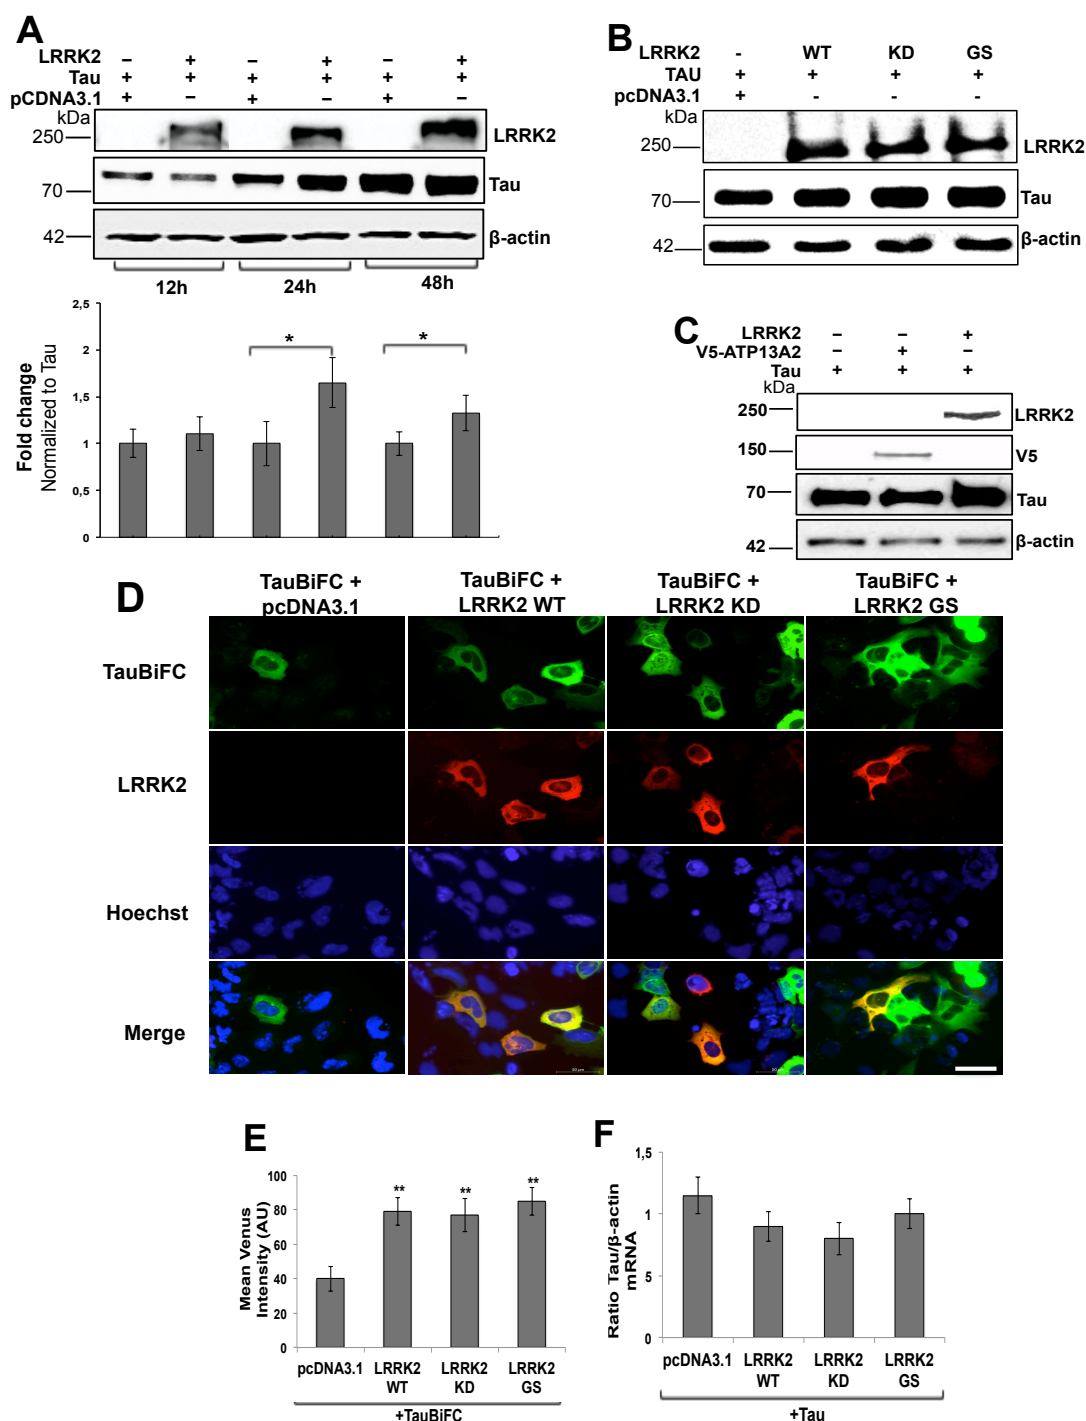 A
LRRK2 – + – + – +
Tau + + + + + +
pCDNA3.1 + – + – + –
kDa
250
LRRK2
70
Tau
42
β-actin
12h 24h 48h
Fold change
Normalized to Tau
2,5
2
1,5
1
0,5
0
* *
B
LRRK2 - WT KD GS
TAU + + + +
pcDNA3.1 + - - -
kDa
250
LRRK2
70
Tau
42
β-actin
C
LRRK2 – – +
V5-ATP13A2 – + –
Tau + + +
kDa
250
LRRK2
150
V5
70
Tau
42
β-actin
D
TauBiFC + pcDNA3.1
TauBiFC + LRRK2 WT
TauBiFC + LRRK2 KD
TauBiFC + LRRK2 GS
TauBiFC
LRRK2
Hoechst
Merge
50 µm
50 µm
E
Mean Venus
Intensity (AU)
100
80
60
40
20
0
** ** **
pcDNA3.1 LRRK2 WT LRRK2 KD LRRK2 GS
+TauBiFC
F
Ratio Tau/β-actin
mRNA
1,5
1
5
0
pcDNA3.1 LRRK2 WT LRRK2 KD LRRK2 GS
+Tau